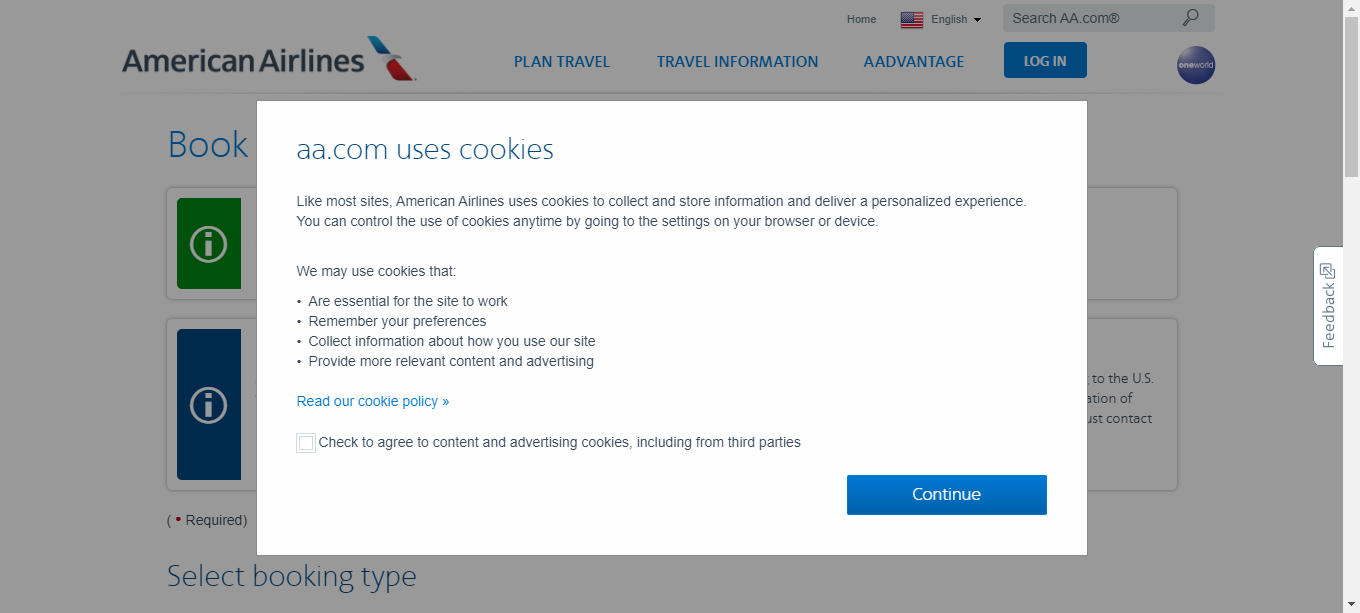 Home
English
Search AA.com®
American Airlines
PLAN TRAVEL
TRAVEL INFORMATION
AADVANTAGE
LOG IN
oneworld
Book
aa.com uses cookies
Like most sites, American Airlines uses cookies to collect and store information and deliver a personalized experience.
You can control the use of cookies anytime by going to the settings on your browser or device.
We may use cookies that:
• Are essential for the site to work
• Remember your preferences
• Collect information about how you use our site
• Provide more relevant content and advertising
Read our cookie policy »
Check to agree to content and advertising cookies, including from third parties
Continue
Feedback
to the U.S.
of
contact
( • Required)
Select booking type